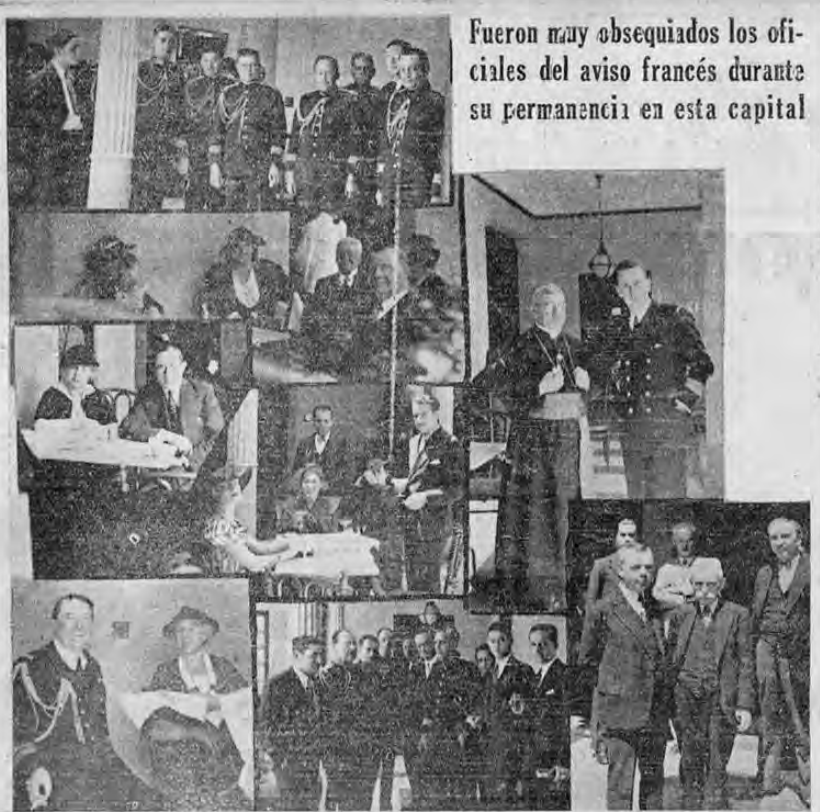 Fueron muy obsequiados los ofi-
ciales del aviso francés durante
su permanencia en esta capital